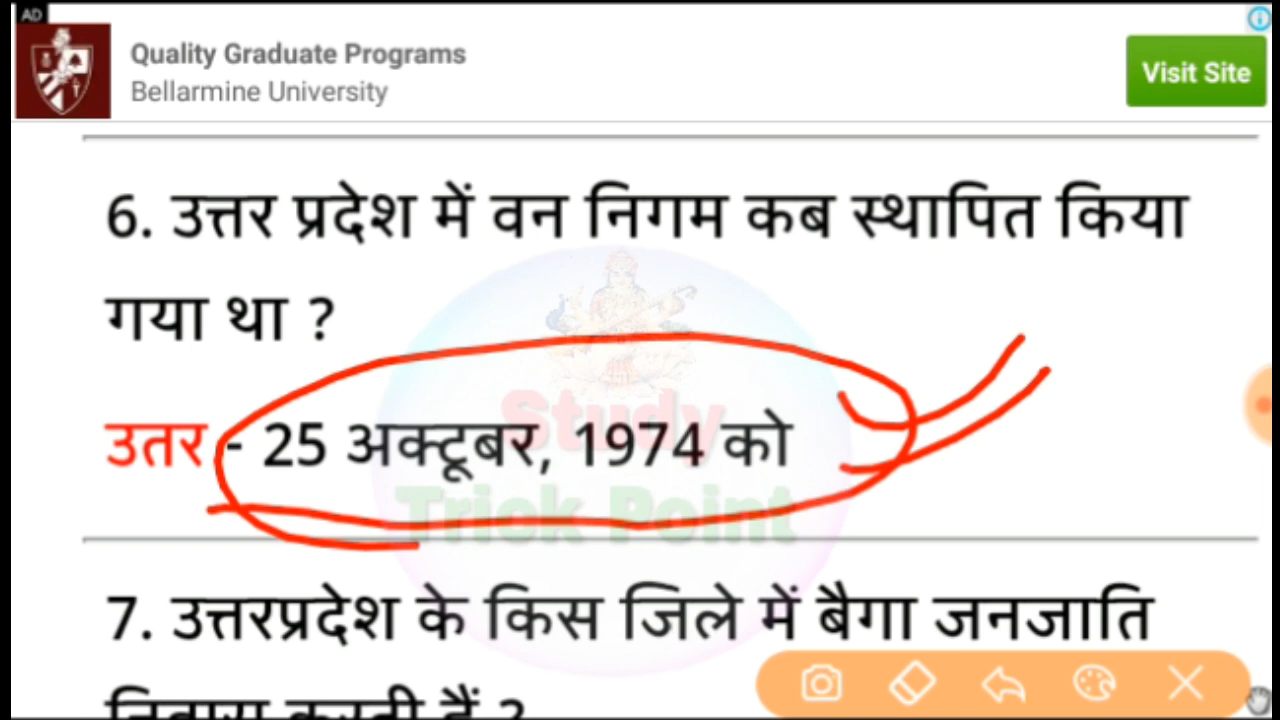 AD
Quality Graduate Programs
Bellarmine University
Visit Site
6. उत्तर प्रदेश में वन निगम कब स्थापित किया
गया था ?
उतर - 25 अक्टूबर, 1974 को
Study
Trick Point
7. उत्तरप्रदेश के किस जिले में बैगा जनजाति
निवास करती हैं ?